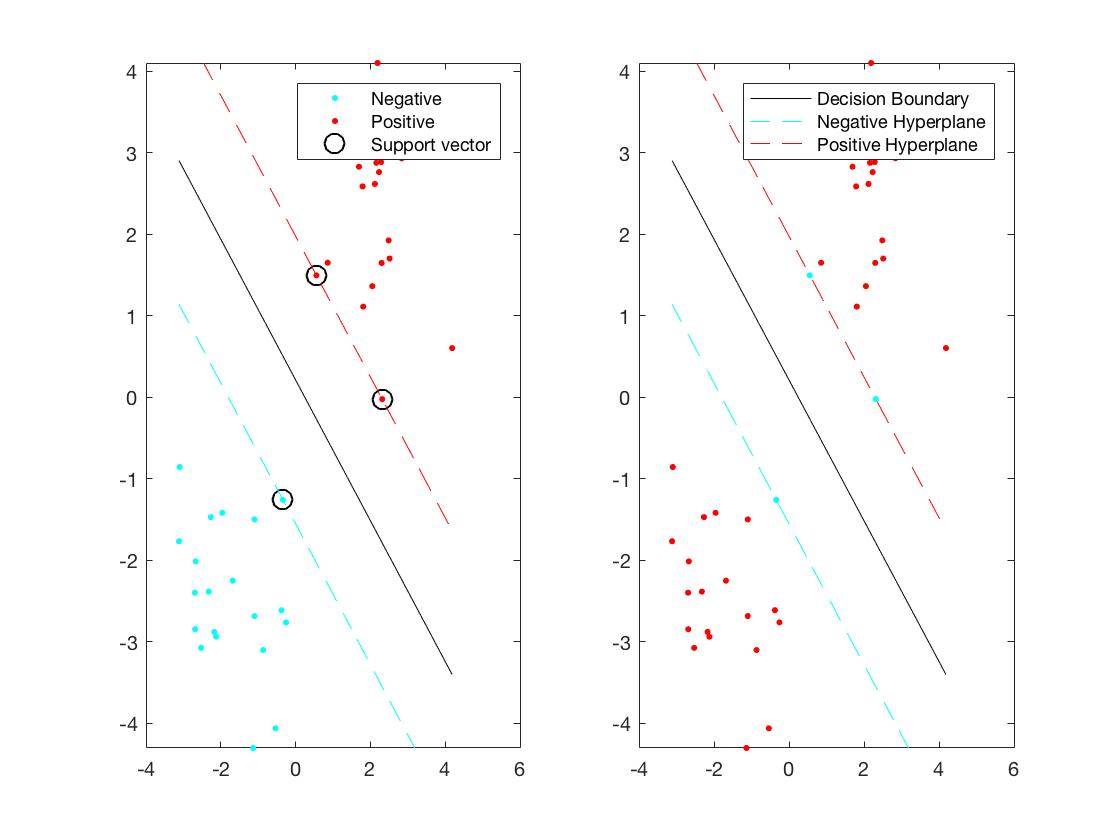 4
3
2
1
0
-1
-2
-3
-4
-4 -2 0 2 4 6
Negative
Positive
Support vector
4
3
2
1
0
-1
-2
-3
-4
-4 -2 0 2 4 6
Decision Boundary
Negative Hyperplane
Positive Hyperplane